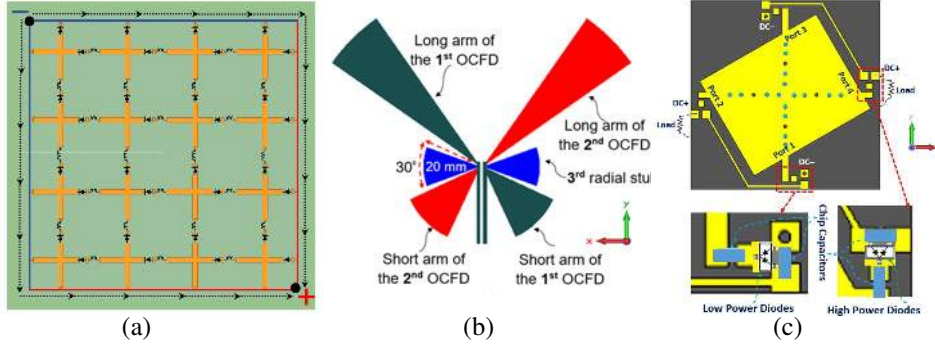 −
+
(a)
Long arm of
the 1st OCFD
Long arm of
the 2nd OCFD
30°
20 mm
3rd radial stu
Short arm of
the 2nd OCFD
Short arm of
the 1st OCFD
x
y
(b)
DC−
Port 3
DC+
Port 4
Load
DC+
Port 2
Load
Port 1
DC−
Chip Capacitors
Low Power Diodes
High Power Diodes
(c)